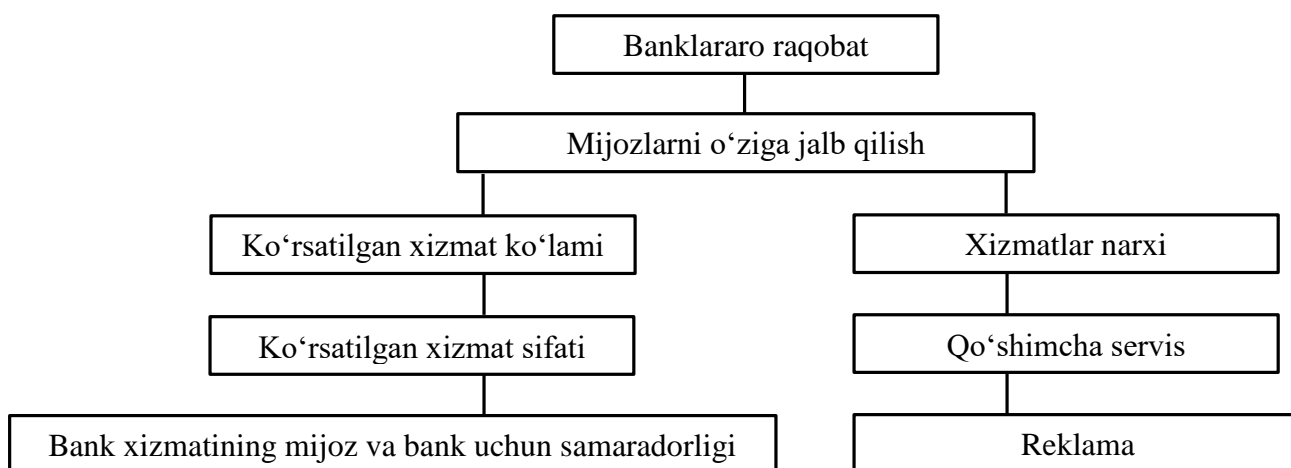 Banklararo raqobat
Mijozlarni o‘ziga jalb qilish
Ko‘rsatilgan xizmat ko‘lami
Xizmatlar narxi
Ko‘rsatilgan xizmat sifati
Qo‘shimcha servis
Bank xizmatining mijoz va bank uchun samaradorligi
Reklama